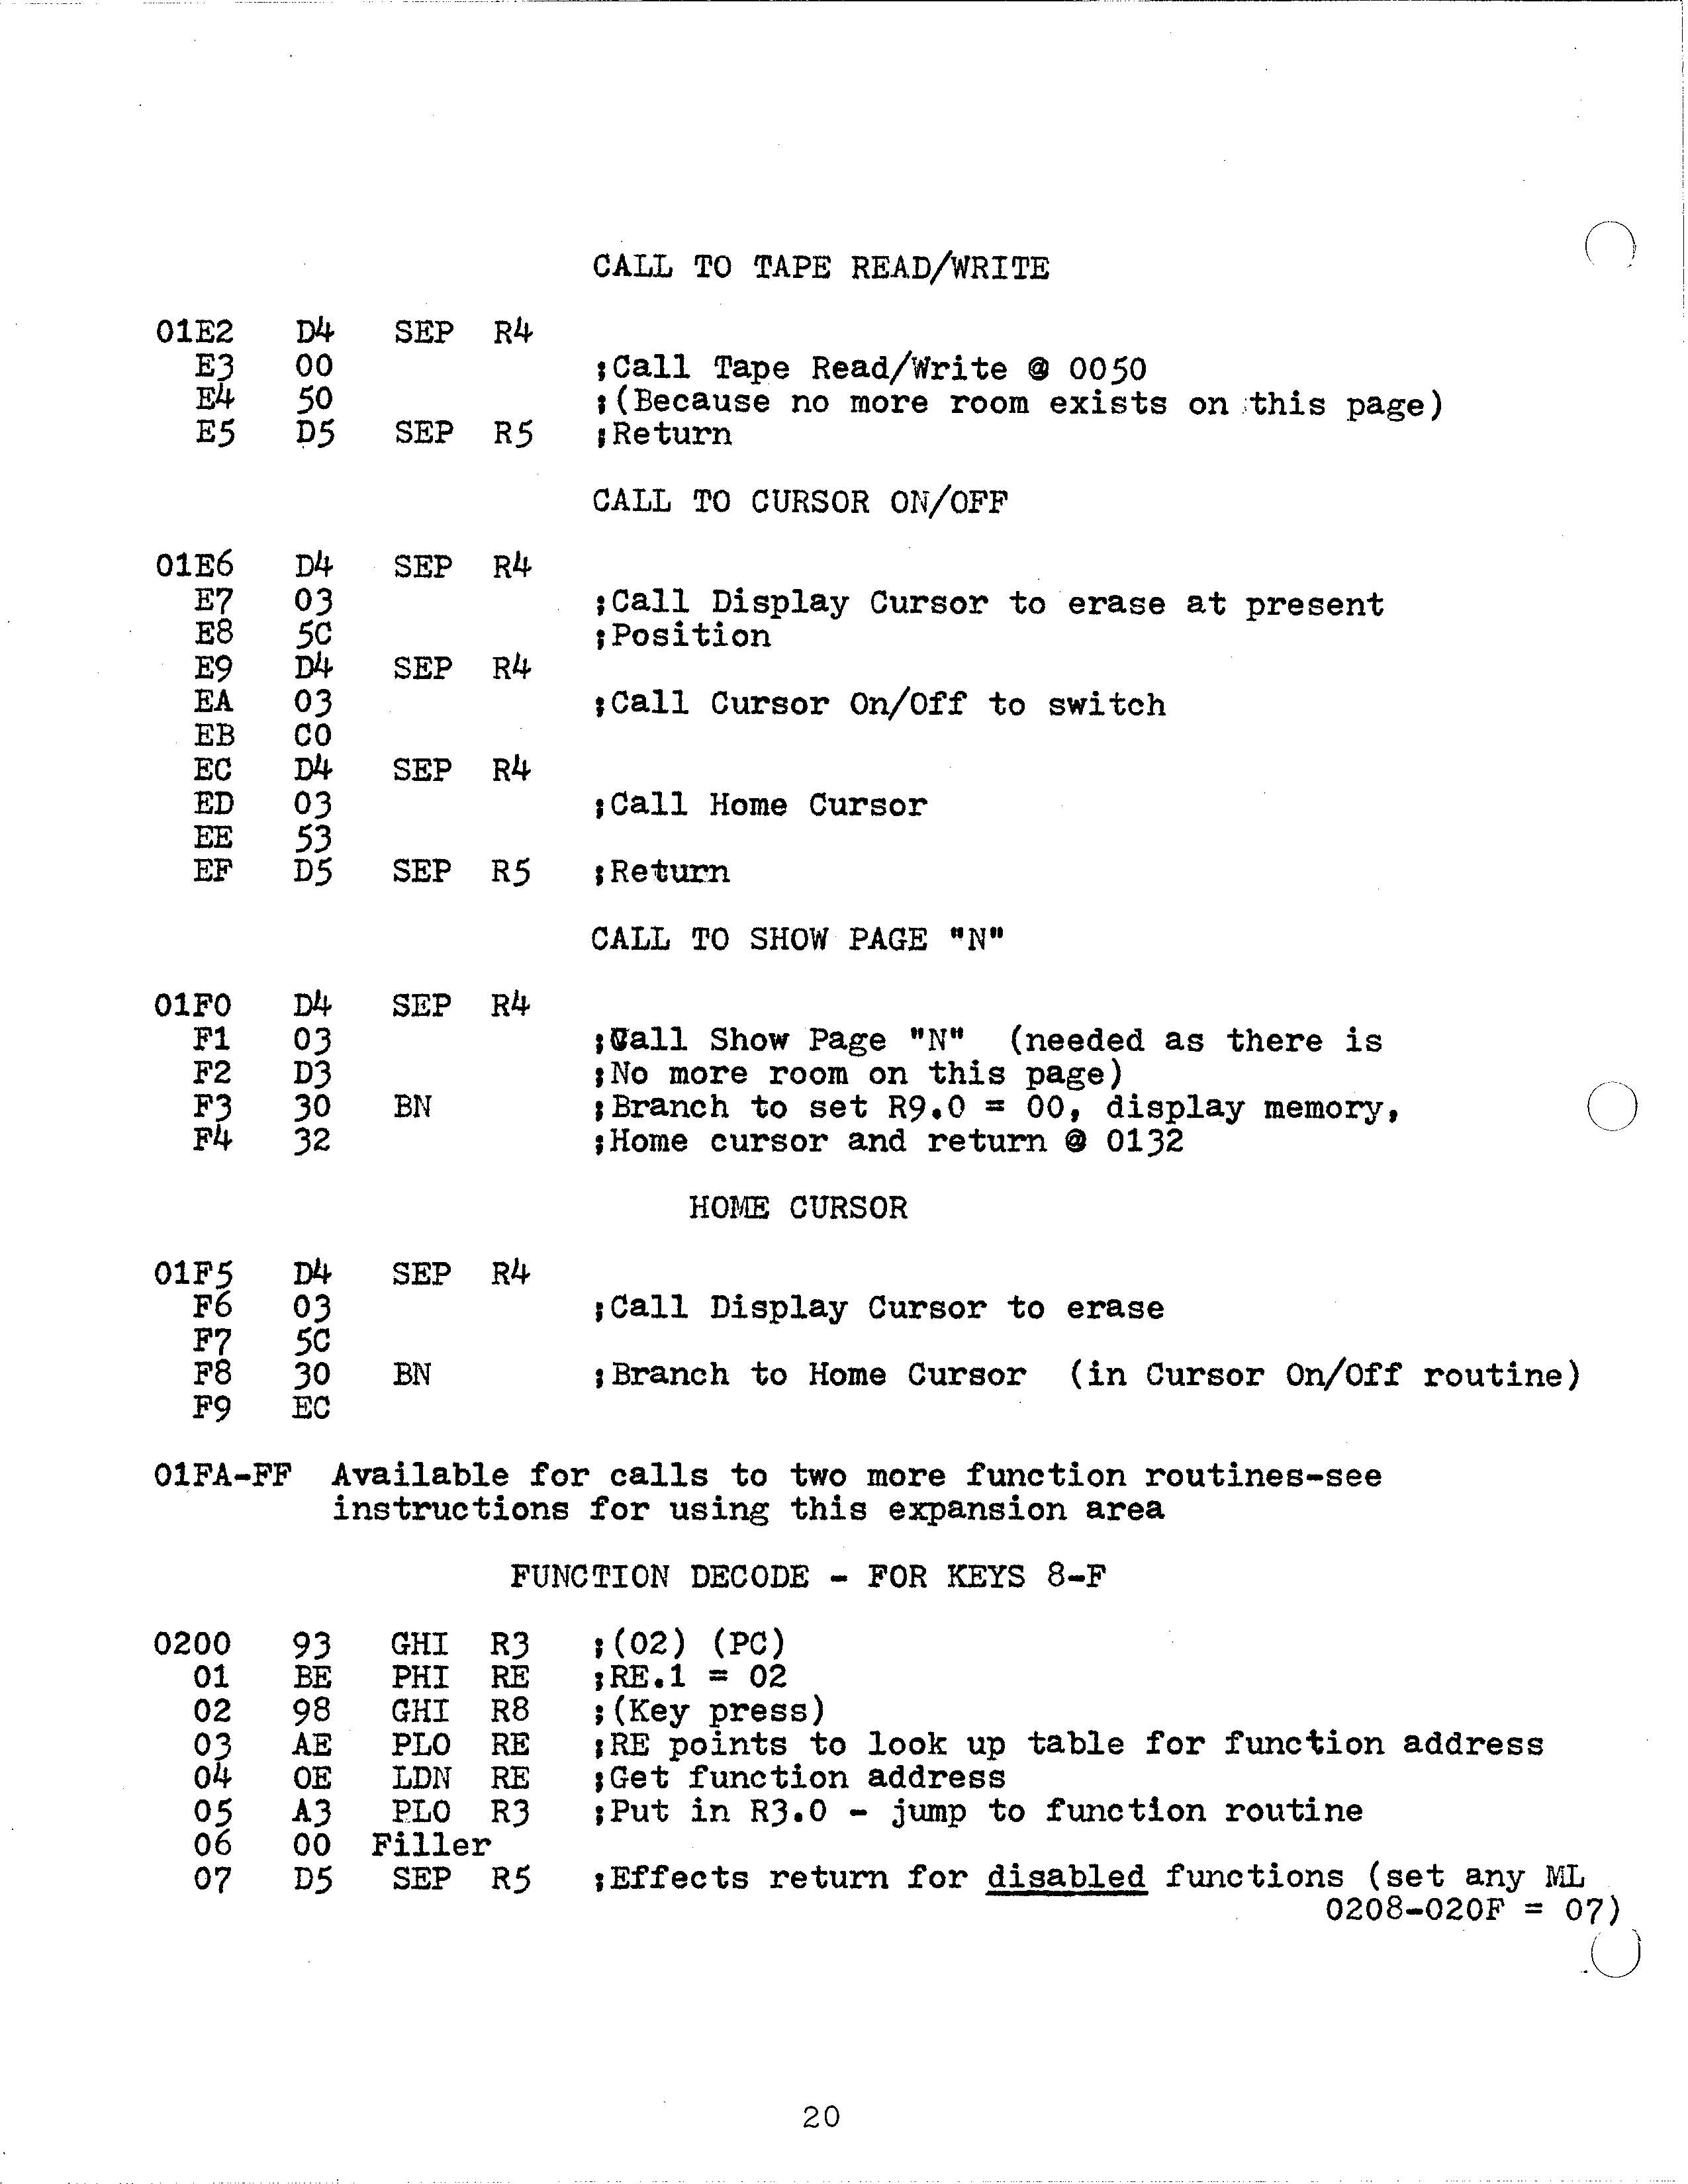 CALL TO TAPE READ/WRITE
01E2 D4 SEP R4
E3 00 ;Call Tape Read/Write @ 0050
E4 50 ;(Because no more room exists on this page)
E5 D5 SEP R5 ;Return
CALL TO CURSOR ON/OFF
01E6 D4 SEP R4
E7 03 ;Call Display Cursor to erase at present
E8 5C ;Position
E9 D4 SEP R4
EA 03 ;Call Cursor On/Off to switch
EB C0
EC D4 SEP R4
ED 03 ;Call Home Cursor
EE 53
EF D5 SEP R5 ;Return
CALL TO SHOW PAGE "N"
01F0 D4 SEP R4
F1 03 ;Call Show Page "N" (needed as there is
F2 D3 ;No more room on this page)
F3 30 BN ;Branch to set R9.0 = 00, display memory,
F4 32 ;Home cursor and return @ 0132
HOME CURSOR
01F5 D4 SEP R4
F6 03 ;Call Display Cursor to erase
F7 5C
F8 30 BN ;Branch to Home Cursor (in Cursor On/Off routine)
F9 EC
01FA-FF Available for calls to two more function routines-see
instructions for using this expansion area
FUNCTION DECODE - FOR KEYS 8-F
0200 93 GHI R3 ;(02) (PC)
01 BE PHI RE ;RE.1 = 02
02 98 GHI R8 ;(Key press)
03 AE PLO RE ;RE points to look up table for function address
04 0E LDN RE ;Get function address
05 A3 PLO R3 ;Put in R3.0 - jump to function routine
06 00 Filler
07 D5 SEP R5 ;Effects return for disabled functions (set any ML
0208-020F = 07)
20